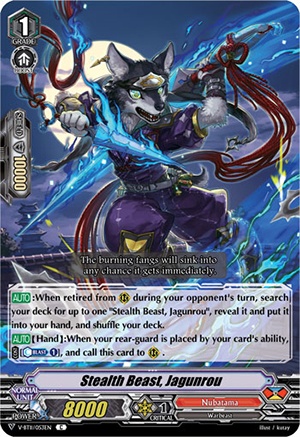 1
GRADE
BOOST
10000
The burning fangs will sink into
any chance it gets immediately.
AUTO:When retired from during your opponent's turn, search
your deck for up to one "Stealth Beast, Jagunrou", reveal it and put it
into your hand, and shuffle your deck.
AUTO[Hand]:When your rear-guard is placed by your card's ability,
BLAST 1], and call this card to .
Stealth Beast, Jagunrou
NORMAL
UNIT
Nubatama
Warbeast
POWER
8000
1
CRITICAL
V-BT11/053EN C
Illust / kotay